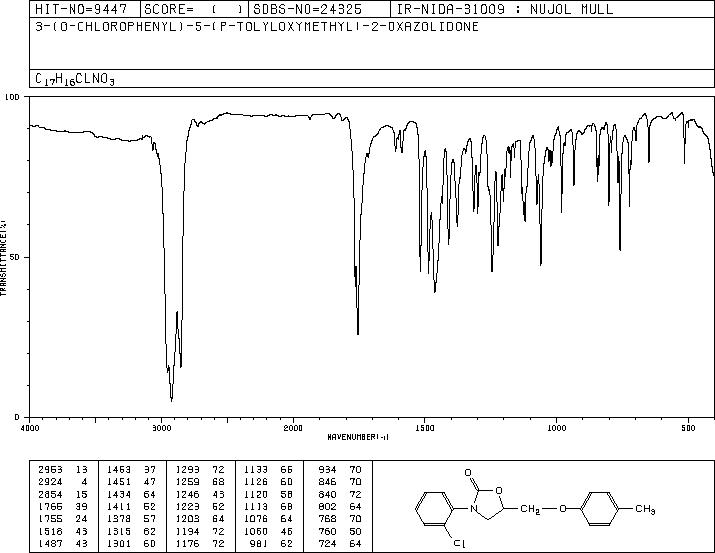 HIT-NO=9447 SCORE= ( ) SDBS-NO=24325 IR-NIDA-31009 : NUJOL MULL
3-(O-CHLOROPHENYL)-5-(P-TOLYLOXYMETHYL)-2-OXAZOLIDONE
C17H16CLNO3
100
50
0
TRANSMITTANCE(%)
4000 3000 2000 1500 1000 500
WAVENUMBER(-1)
2953 13 1463 37 1293 72 1133 66 934 70
2924 4 1451 47 1259 68 1126 60 846 70
2854 15 1434 64 1246 43 1120 58 840 72
1766 39 1411 52 1223 52 1113 68 802 64
1755 24 1378 57 1203 64 1076 64 768 70
1516 43 1315 62 1194 72 1060 46 760 50
1487 43 1301 60 1176 72 981 62 724 64
O
O
N
CH2
O
CH3
Cl